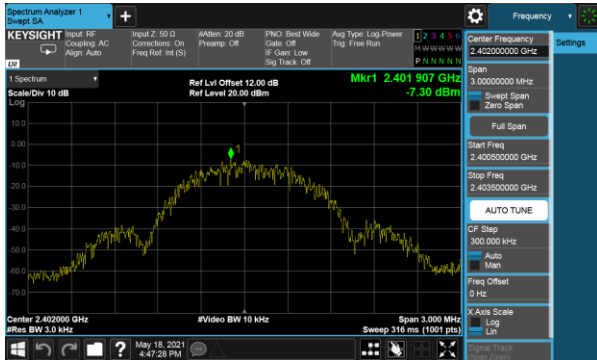 Spectrum Analyzer 1
Swept SA
+
Frequency
KEYSIGHT
Input: RF
Coupling: AC
Align: Auto
Input Z: 50 Ω
Corrections: On
Freq Ref: Int (S)
#Atten: 20 dB
Preamp: Off
PNO: Best Wide
Gate: Off
IF Gain: Low
Sig Track: Off
Avg Type: Log-Power
Trig: Free Run
1 2 3 4 5 6
M W W W W W
P N N N N N
LW
1 Spectrum
Scale/Div 10 dB
Log
Ref Lvl Offset 12.00 dB
Ref Level 20.00 dBm
Mkr1 2.401 907 GHz
-7.30 dBm
10.0
0.00
-10.0
-20.0
-30.0
-40.0
-50.0
-60.0
-70.0
1
Center 2.402000 GHz
#Res BW 3.0 kHz
#Video BW 10 kHz
Span 3.000 MHz
Sweep 316 ms (1001 pts)
Center Frequency
2.402000000 GHz
Settings
Span
3.00000000 MHz
Swept Span
Zero Span
Full Span
Start Freq
2.400500000 GHz
Stop Freq
2.403500000 GHz
AUTO TUNE
CF Step
300.000 kHz
Auto
Man
Freq Offset
0 Hz
X Axis Scale
Log
Lin
Signal Track
(Span Zoom)
?
May 18, 2021
4:47:28 PM